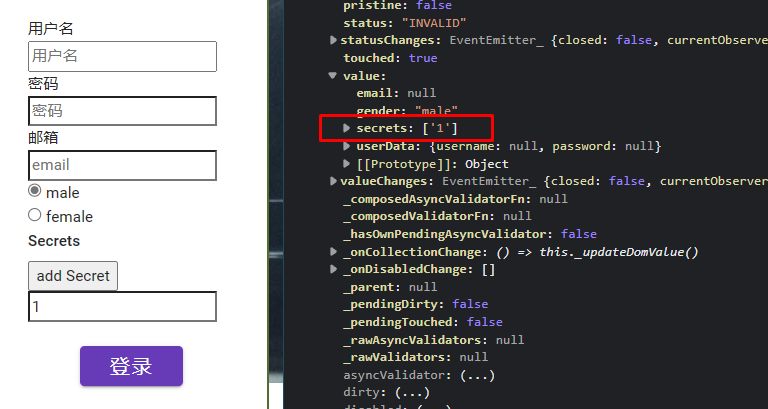 用户名
用户名
密码
密码
邮箱
email
male
female
Secrets
add Secret
1
登录
pristine: false
status: "INVALID"
statusChanges: EventEmitter_ {closed: false, currentObserver
touched: true
value:
email: null
gender: "male"
secrets: ['1']
userData: {username: null, password: null}
[[Prototype]]: Object
valueChanges: EventEmitter_ {closed: false, currentObserver
_composedAsyncValidatorFn: null
_composedValidatorFn: null
_hasOwnPendingAsyncValidator: false
_onCollectionChange: () => this._updateDomValue()
_onDisabledChange: []
_parent: null
_pendingDirty: false
_pendingTouched: false
_rawAsyncValidators: null
_rawValidators: null
asyncValidator: (...)
dirty: (...)
disabled: (...)